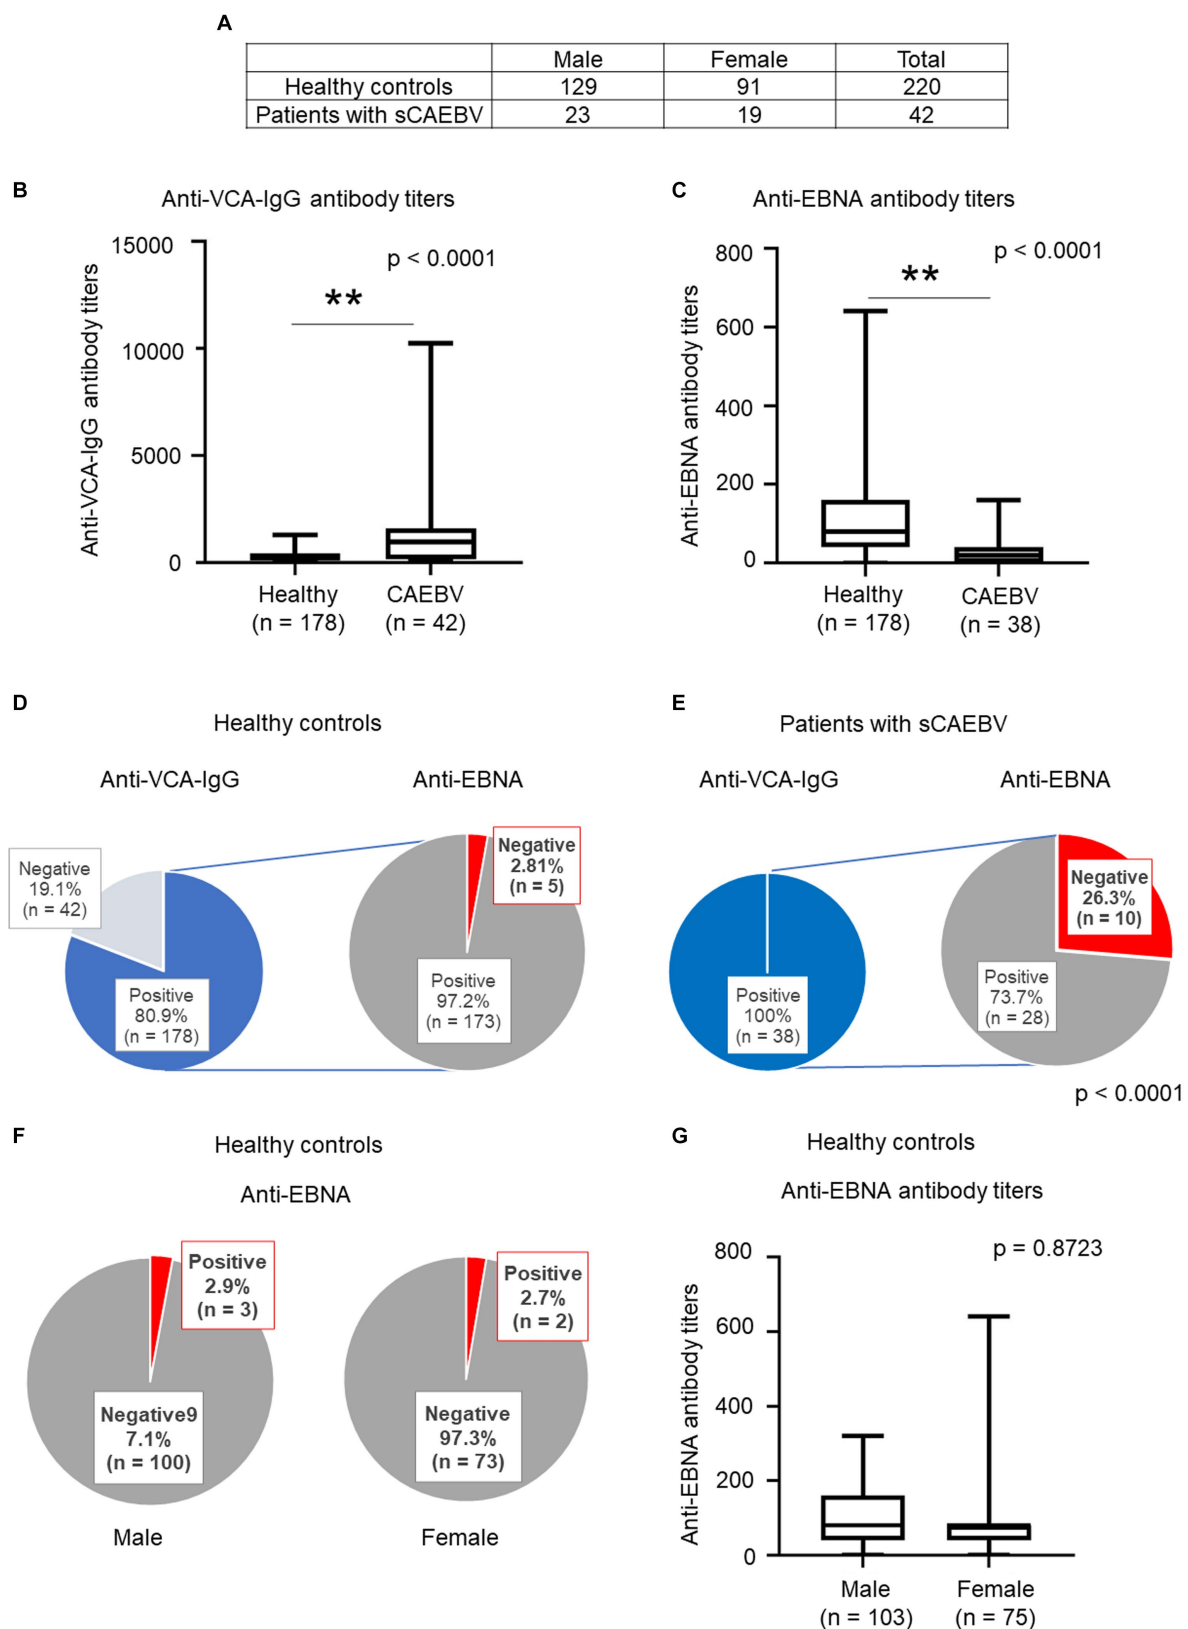 A
Male Female Total
Healthy controls 129 91 220
Patients with sCAEBV 23 19 42
B
Anti-VCA-IgG antibody titers
p < 0.0001
**
Anti-VCA-IgG antibody titers
15000
10000
5000
0
Healthy
(n = 178)
CAEBV
(n = 42)
C
Anti-EBNA antibody titers
p < 0.0001
**
Anti-EBNA antibody titers
800
600
400
200
0
Healthy
(n = 178)
CAEBV
(n = 38)
D
Healthy controls
Anti-VCA-IgG
Anti-EBNA
Negative
19.1%
(n = 42)
Positive
80.9%
(n = 178)
Negative
2.81%
(n = 5)
Positive
97.2%
(n = 173)
E
Patients with sCAEBV
Anti-VCA-IgG
Anti-EBNA
Positive
100%
(n = 38)
Negative
26.3%
(n = 10)
Positive
73.7%
(n = 28)
p < 0.0001
F
Healthy controls
Anti-EBNA
Positive
2.9%
(n = 3)
Negative9
7.1%
(n = 100)
Male
Positive
2.7%
(n = 2)
Negative
97.3%
(n = 73)
Female
G
Healthy controls
Anti-EBNA antibody titers
p = 0.8723
Anti-EBNA antibody titers
800
600
400
200
0
Male
(n = 103)
Female
(n = 75)